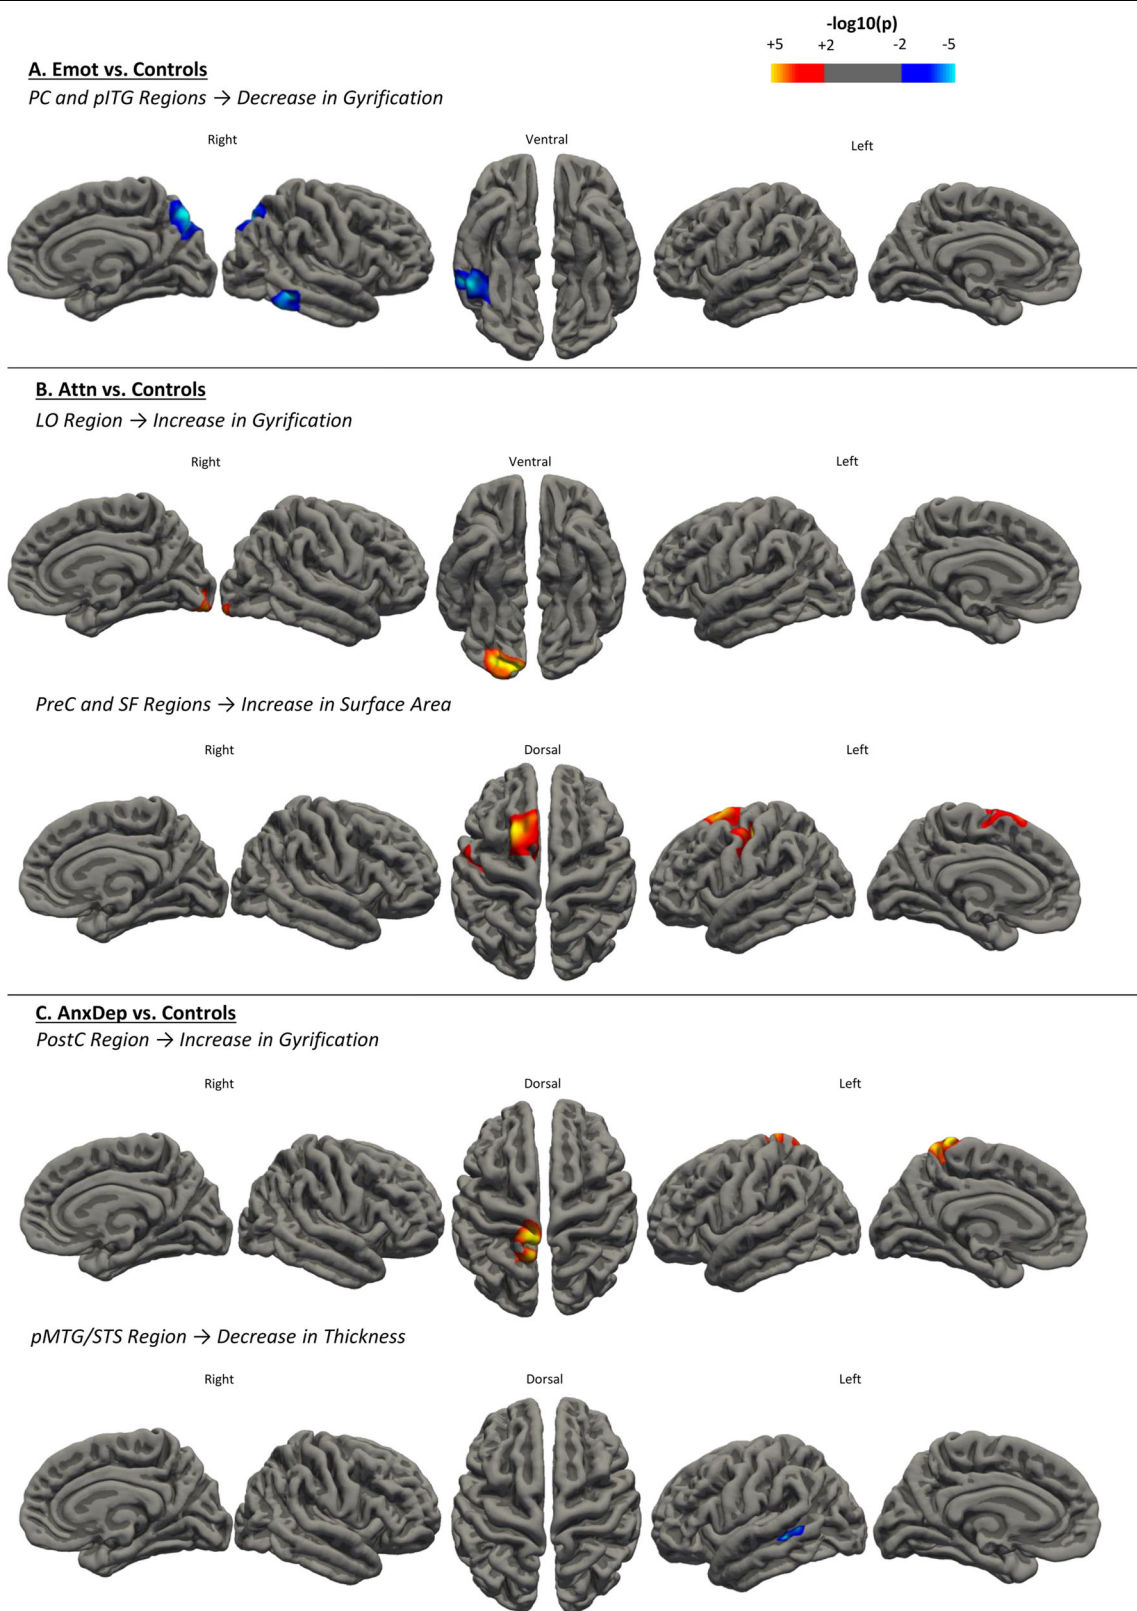 -log10(p)
+5 +2 -2 -5
A. Emot vs. Controls
PC and pITG Regions → Decrease in Gyrification
Right Ventral Left
B. Attn vs. Controls
LO Region → Increase in Gyrification
Right Ventral Left
PreC and SF Regions → Increase in Surface Area
Right Dorsal Left
C. AnxDep vs. Controls
PostC Region → Increase in Gyrification
Right Dorsal Left
pMTG/STS Region → Decrease in Thickness
Right Dorsal Left